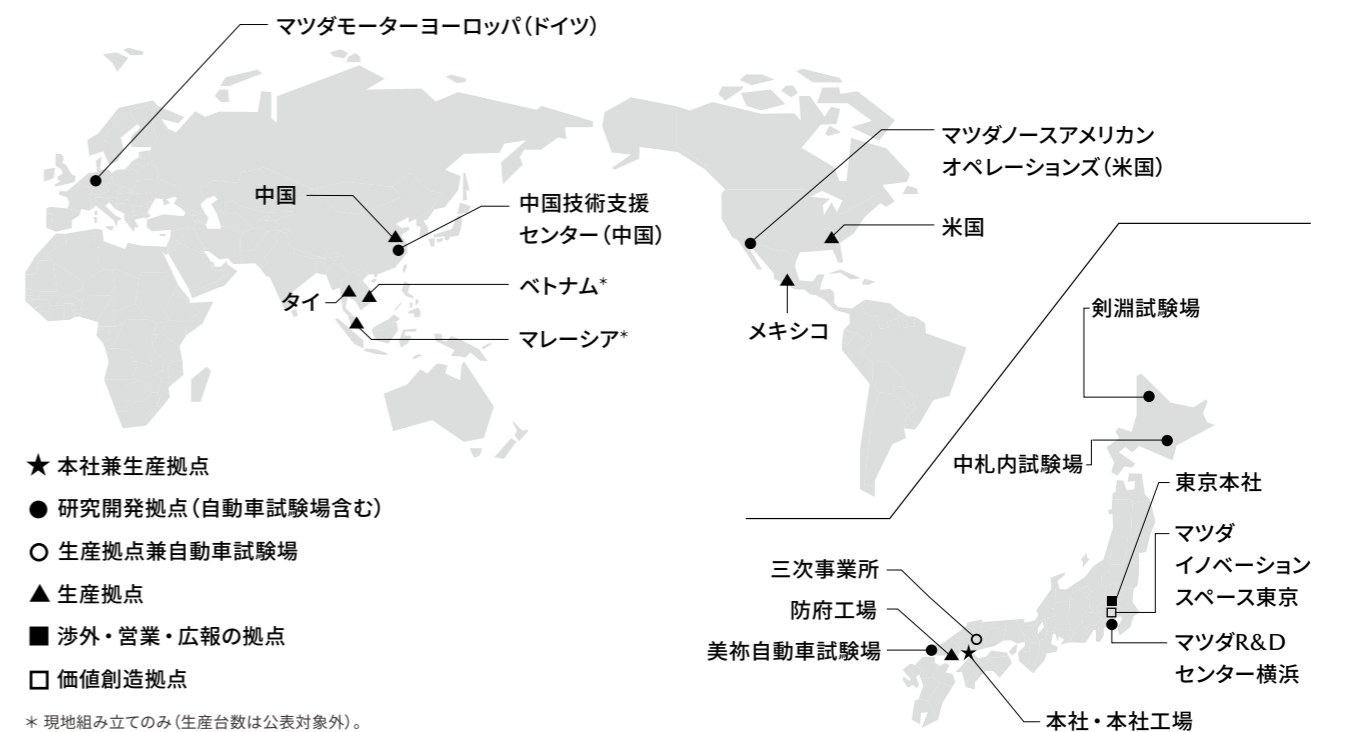 マツダモーターヨーロッパ（ドイツ）
中国
中国技術支援
センター（中国）
タイ
ベトナム＊
マレーシア＊
マツダノースアメリカン
オペレーションズ（米国）
米国
メキシコ
剣淵試験場
中札内試験場
東京本社
マツダ
イノベーション
スペース東京
マツダR&D
センター横浜
三次事業所
防府工場
美祢自動車試験場
本社・本社工場
★ 本社兼生産拠点
● 研究開発拠点（自動車試験場含む）
○ 生産拠点兼自動車試験場
▲ 生産拠点
■ 渉外・営業・広報の拠点
□ 価値創造拠点
＊ 現地組み立てのみ（生産台数は公表対象外）。